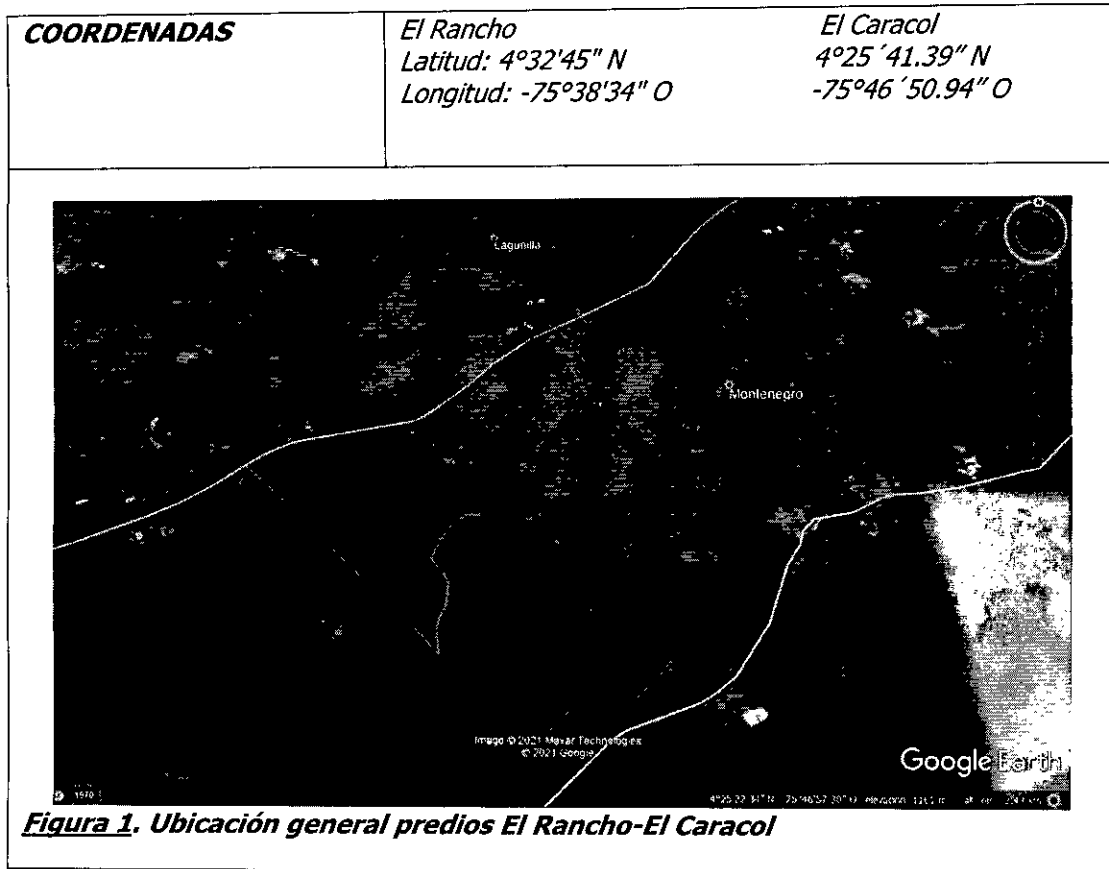 COORDENADAS
El Rancho El Caracol
Latitud: 4°32'45" N 4°25´41.39" N
Longitud: -75°38'34" O -75°46´50.94" O
Lagunilla
Montenegro
Image © 2021 Maxar Technologies
© 2021 Google
Google Earth
1970
Figura 1. Ubicación general predios El Rancho-El Caracol